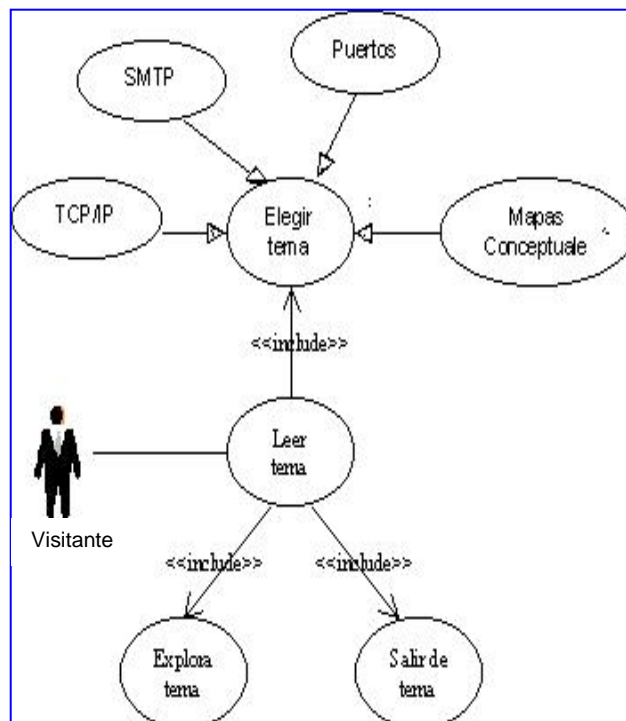 Puertos
SMTP
TCP/IP
Elegir
tema
Mapas
Conceptuale
<<include>>
Leer
tema
Visitante
<<include>>
<<include>>
Explora
tema
Salir de
tema